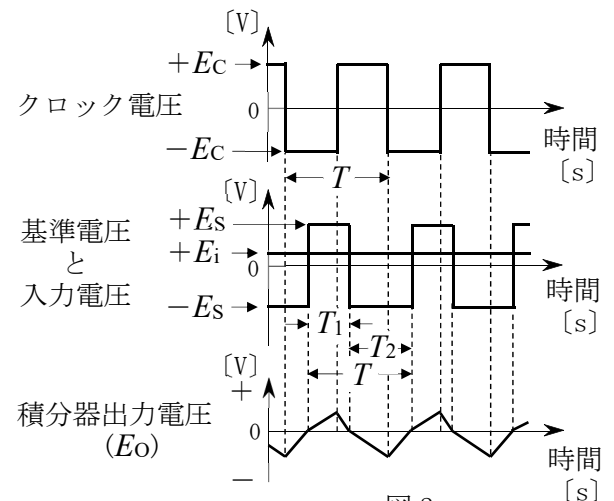 〔V〕
+EC
クロック電圧
0
-EC
時間
〔s〕
T
〔V〕
+ES
基準電圧
と
入力電圧
+Ei
0
-ES
時間
〔s〕
T1
T2
T
〔V〕
+
積分器出力電圧
(EO)
0
-
時間
〔s〕